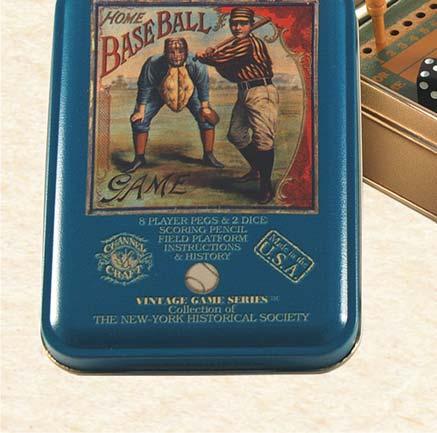 HOME
BASE BALL
GAME
8 PLAYER PEGS & 2 DICE
SCORING PENCIL
FIELD PLATFORM
INSTRUCTIONS
& HISTORY
CHANNEL
CRAFT
Made in the
U.S.A.
VINTAGE GAME SERIES ™
Collection of
THE NEW-YORK HISTORICAL SOCIETY